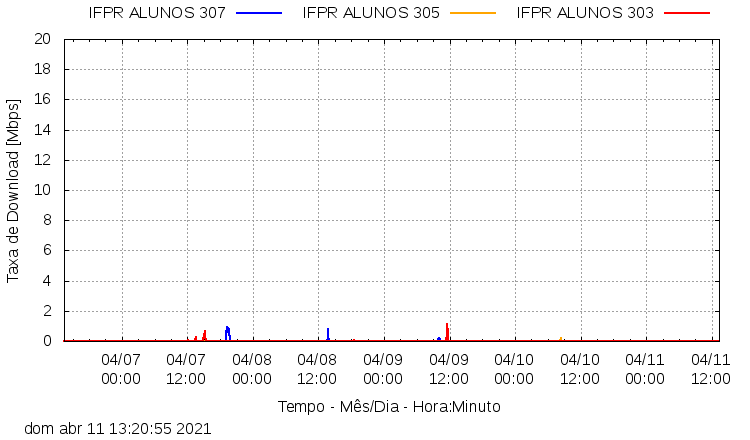 IFPR ALUNOS 307 IFPR ALUNOS 305 IFPR ALUNOS 303
20
18
16
14
12
10
8
6
4
2
0
Taxa de Download [Mbps]
04/07 04/07 04/08 04/08 04/09 04/09 04/10 04/10 04/11 04/11
00:00 12:00 00:00 12:00 00:00 12:00 00:00 12:00 00:00 12:00
Tempo - Mês/Dia - Hora:Minuto
dom abr 11 13:20:55 2021